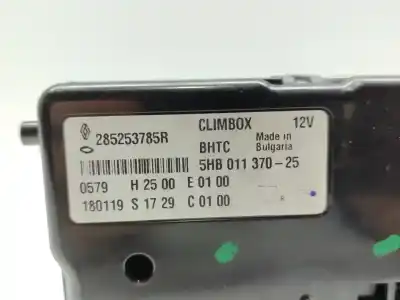 285253785R CLIMBOX 12V
BHTC Made in
Bulgaria
5HB 011 370-25
0579 H 25 00 E 01 00
180119 S 17 29 C 01 00